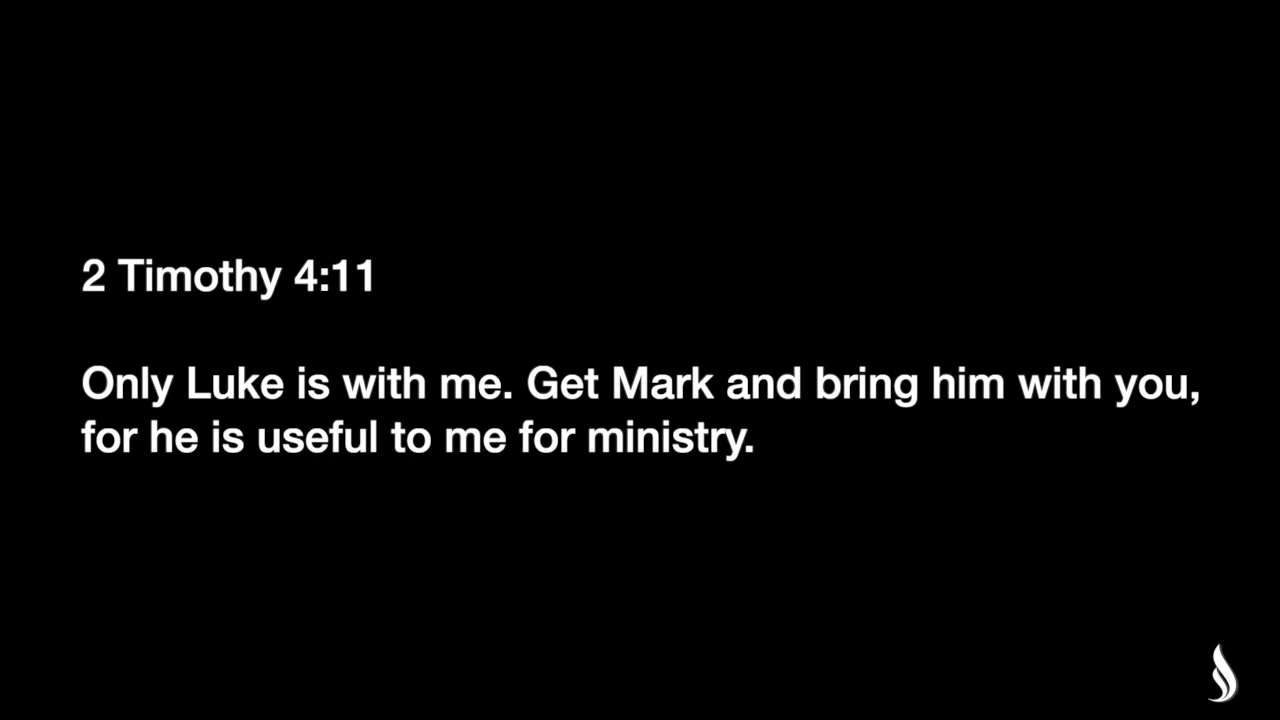 2 Timothy 4:11
Only Luke is with me. Get Mark and bring him with you,
for he is useful to me for ministry.